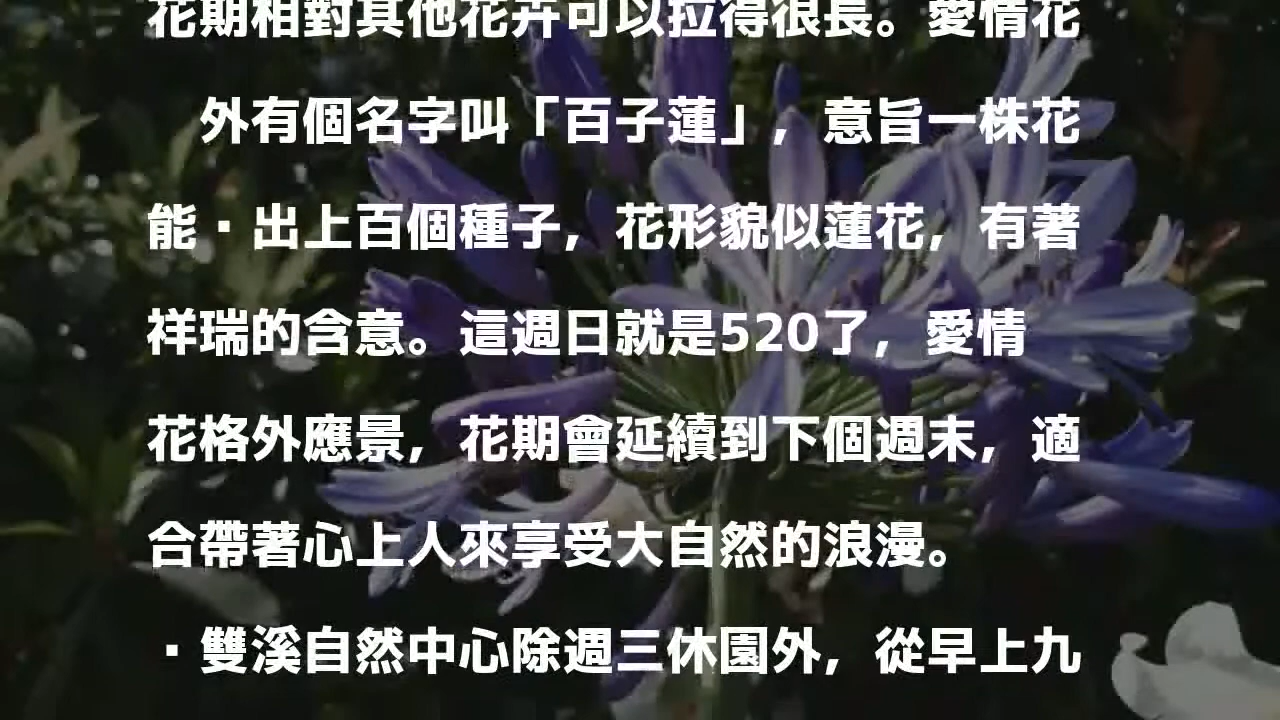 花期相對其他花卉可以拉得很長。愛情花
外有個名字叫「百子蓮」，意旨一株花
能·出上百個種子，花形貌似蓮花，有著
祥瑞的含意。這週日就是520了，愛情
花格外應景，花期會延續到下個週末，適
合帶著心上人來享受大自然的浪漫。
·雙溪自然中心除週三休園外，從早上九